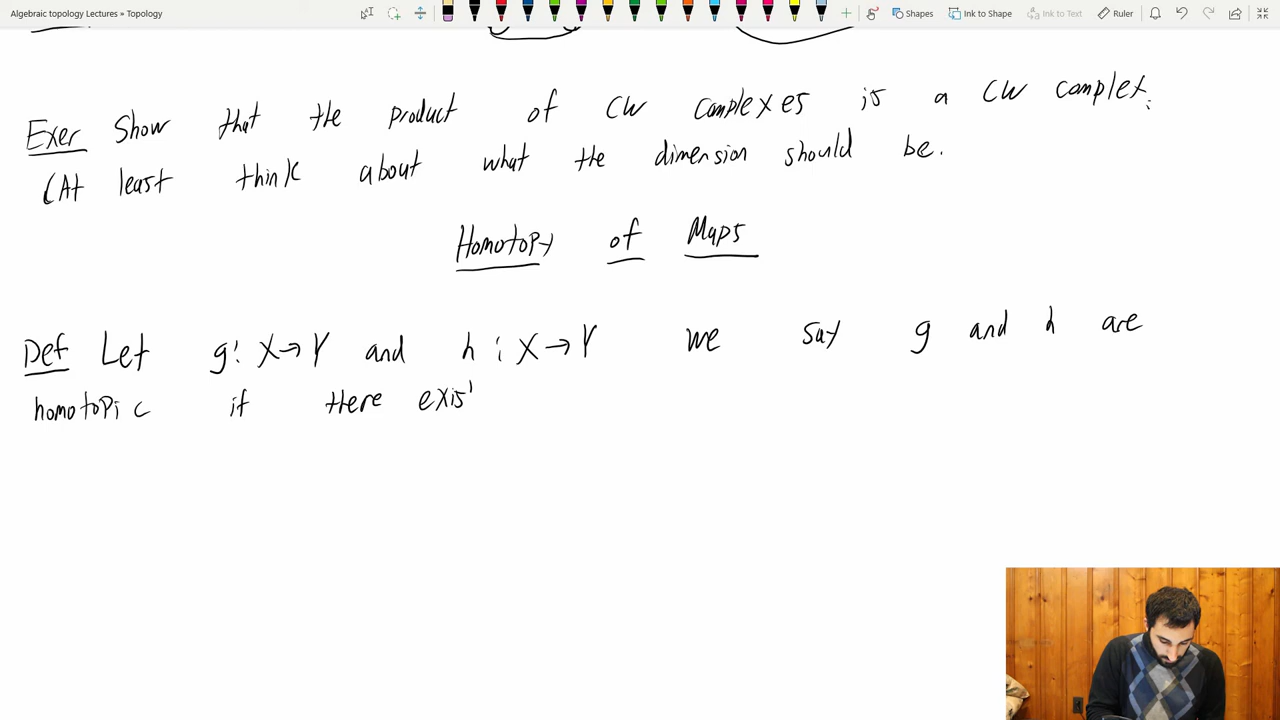 Algebraic topology Lectures » Topology
Shapes Ink to Shape Ink to Text Ruler
Exer Show that the product of CW complexes is a CW complex.
(At least think about what the dimension should be.
Homotopy of Maps
Def Let g: X→Y and h: X→Y we say g and h are
homotopic if there exis